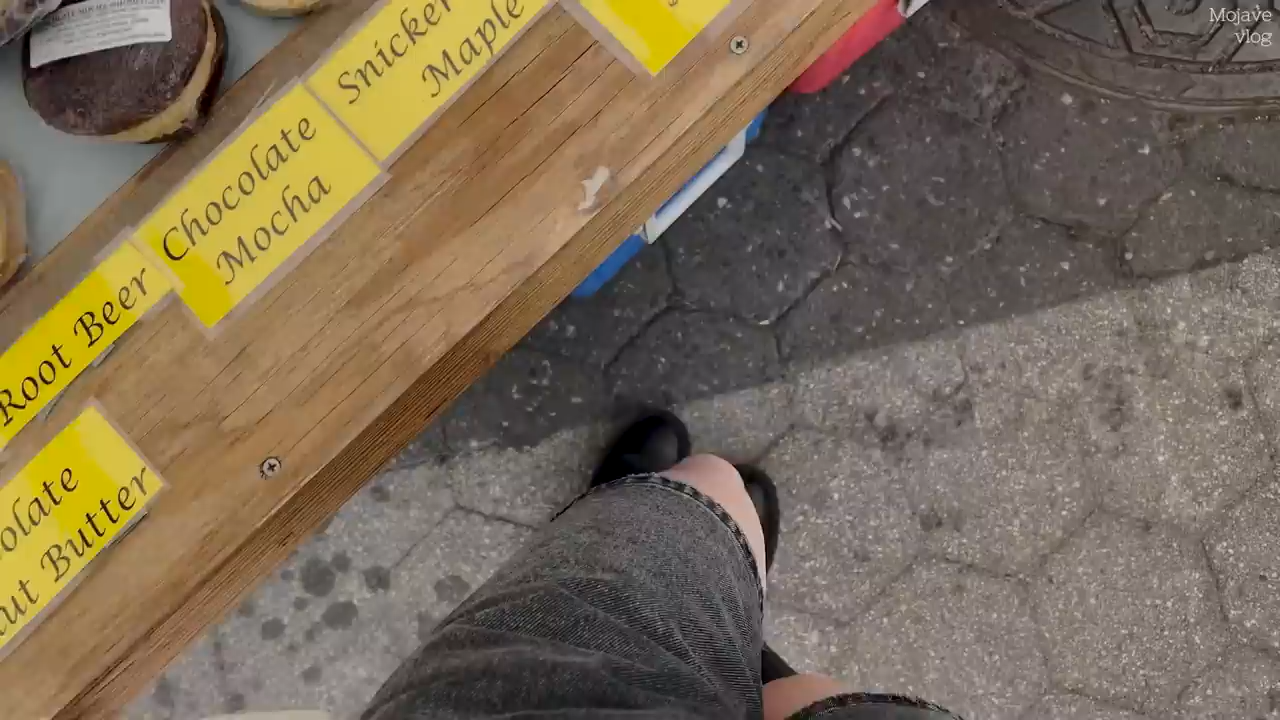 Mojave
vlog
Snicker
Maple
Chocolate
Mocha
Root Beer
olate
ut Butter